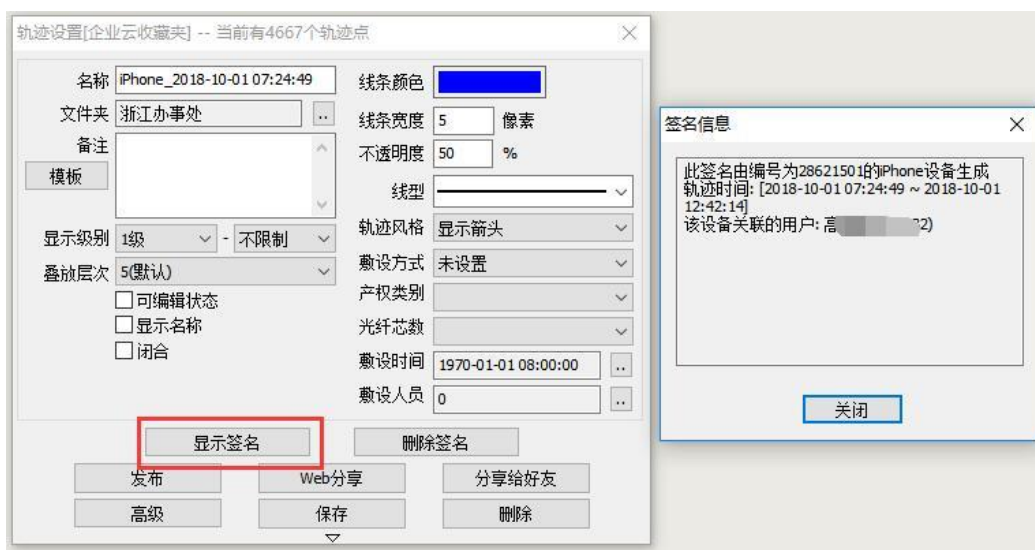 轨迹设置[企业云收藏夹] -- 当前有4667个轨迹点
名称 iPhone_2018-10-01 07:24:49
文件夹 浙江办事处 ..
备注
模板
显示级别 1级 - 不限制
叠放层次 5(默认)
可编辑状态
显示名称
闭合
线条颜色
线条宽度 5 像素
不透明度 50 %
线型
轨迹风格 显示箭头
敷设方式 未设置
产权类别
光纤芯数
敷设时间 1970-01-01 08:00:00 ..
敷设人员 0 ..
显示签名 删除签名
发布 Web分享 分享给好友
高级 保存 删除
签名信息
此签名由编号为28621501的iPhone设备生成
轨迹时间: [2018-10-01 07:24:49 ~ 2018-10-01
12:42:14]
该设备关联的用户: 高 2)
关闭